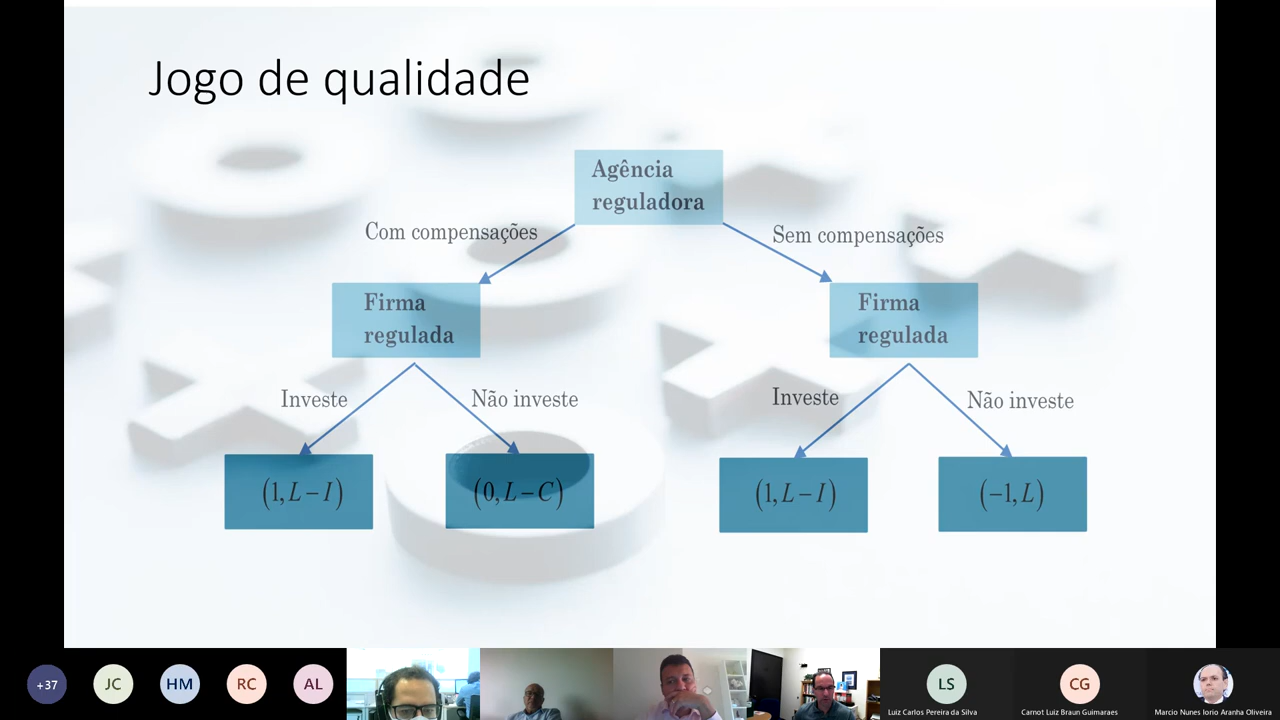 Jogo de qualidade
Agência
reguladora
Com compensações
Sem compensações
Firma
regulada
Firma
regulada
Investe
Não investe
Investe
Não investe
(1, L – I)
(0, L – C)
(1, L – I)
(–1, L)
+37
JC
HM
RC
AL
LS
CG
Luiz Carlos Pereira da Silva
Carnot Luiz Braun Guimaraes
Marcio Nunes Iorio Aranha Oliveira